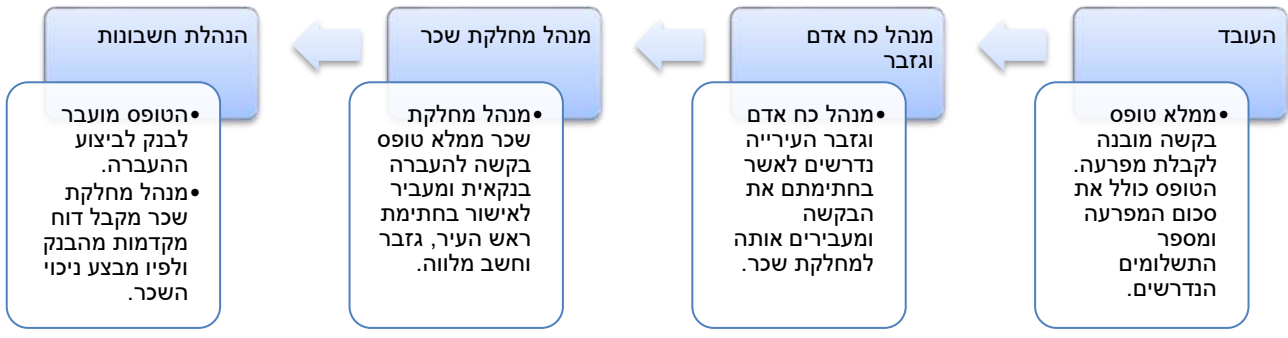 העובד
•ממלא טופס
בקשה מובנה
לקבלת מפרעה.
הטופס כולל את
סכום המפרעה
ומספר
התשלומים
הנדרשים.
מנהל כח אדם
וגזבר
•מנהל כח אדם
וגזבר העירייה
נדרשים לאשר
בחתימתם את
הבקשה
ומעבירים אותה
למחלקת שכר.
מנהל מחלקת שכר
•מנהל מחלקת
שכר ממלא טופס
בקשה להעברה
בנקאית ומעביר
לאישור בחתימת
ראש העיר, גזבר
וחשב מלווה.
הנהלת חשבונות
•הטופס מועבר
לבנק לביצוע
ההעברה.
•מנהל מחלקת
שכר מקבל דוח
מקדמות מהבנק
ולפיו מבצע ניכוי
השכר.